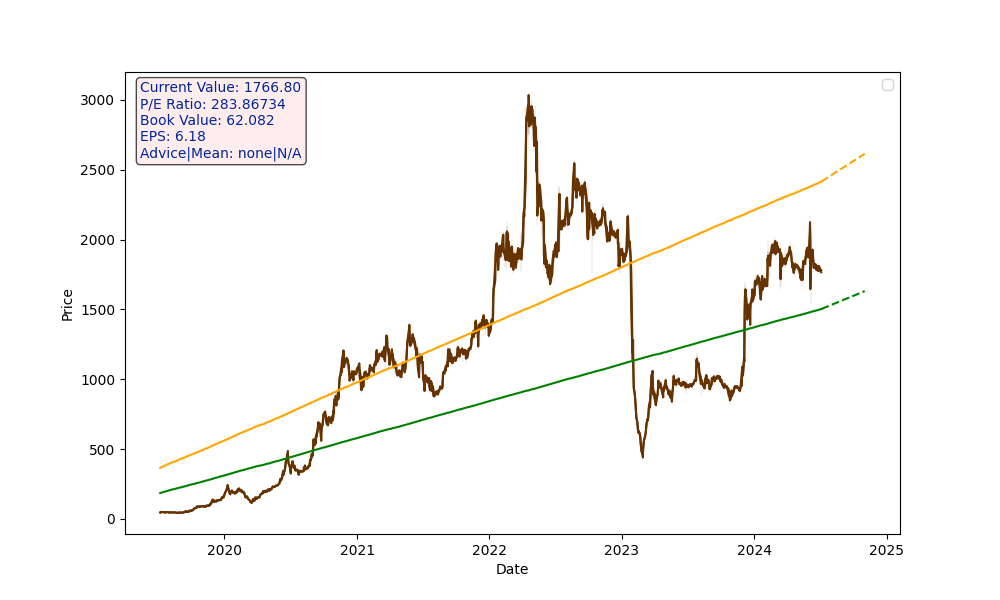 Current Value: 1766.80
P/E Ratio: 283.86734
Book Value: 62.082
EPS: 6.18
Advice|Mean: none|N/A
3000
2500
2000
1500
1000
500
0
Price
2020 2021 2022 2023 2024 2025
Date